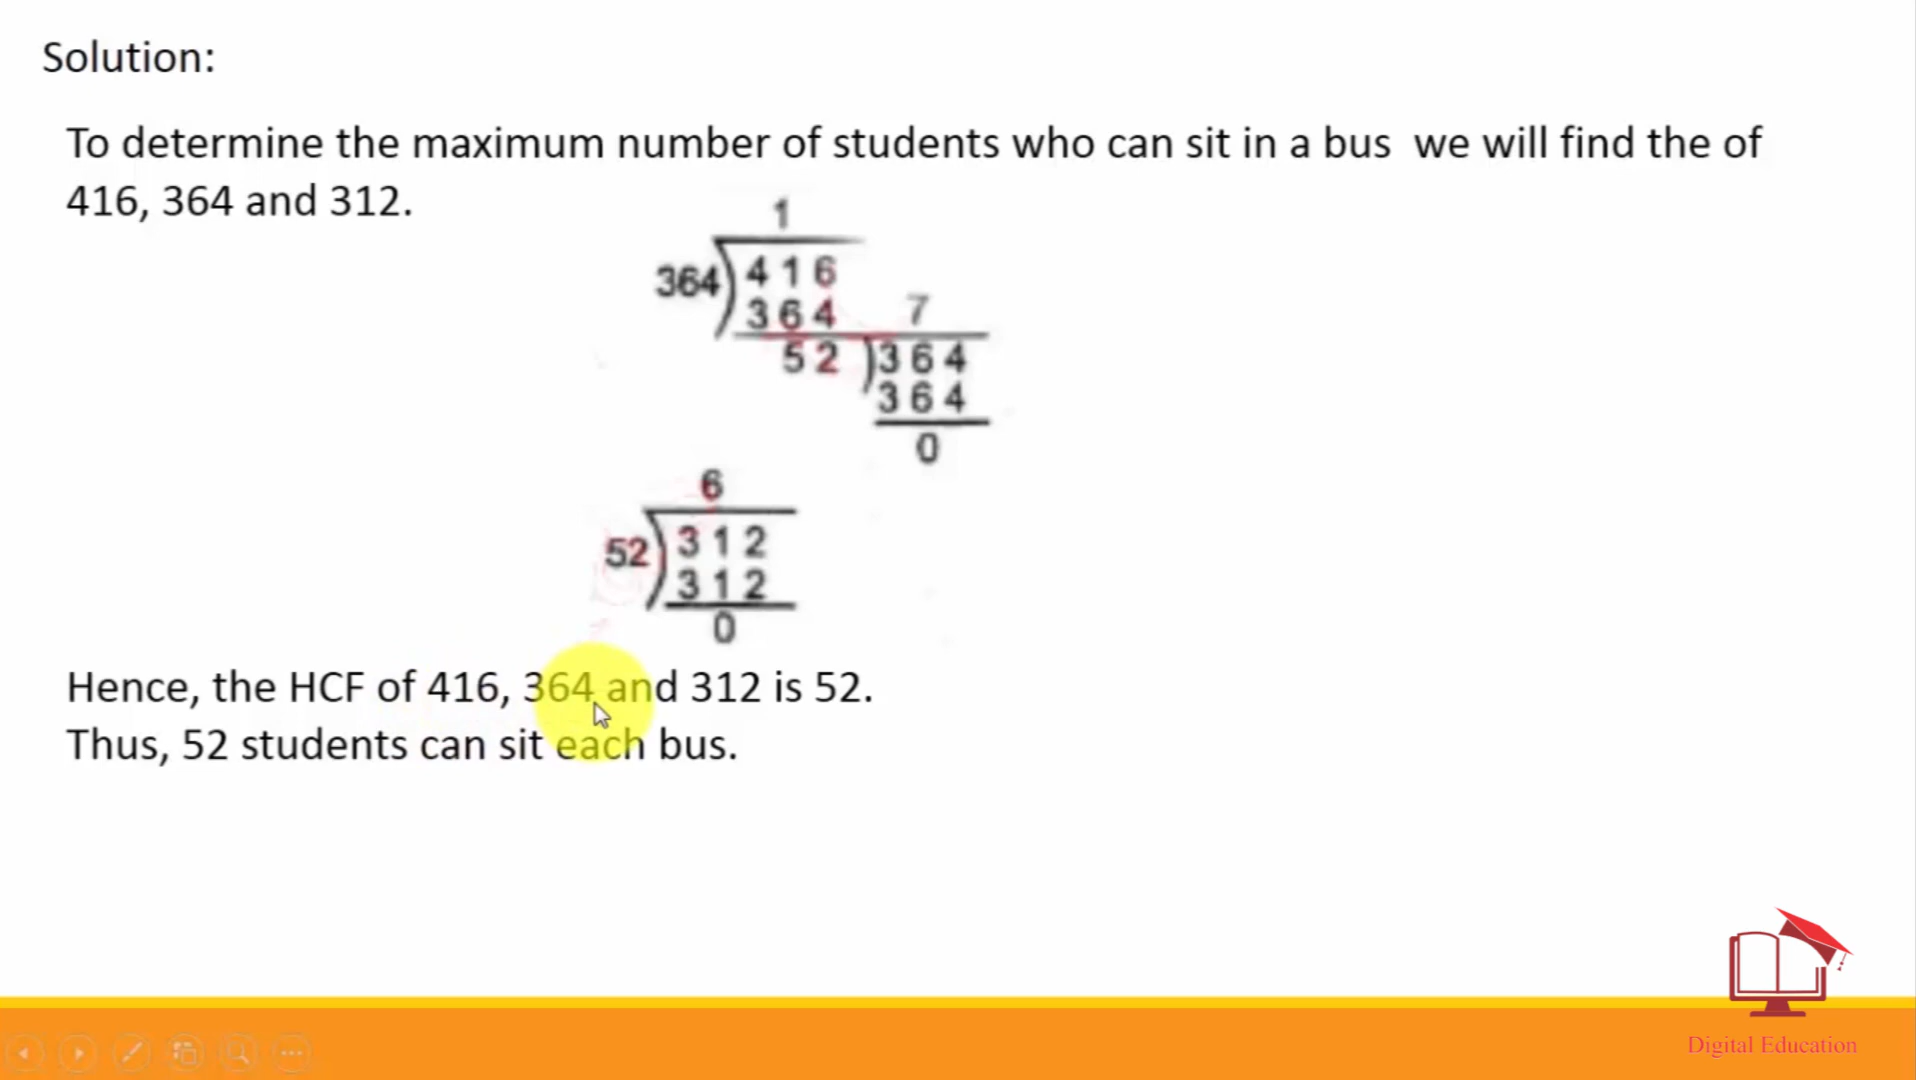 Solution:
To determine the maximum number of students who can sit in a bus we will find the of
416, 364 and 312.
1
364 416
364 7
52 364
364
0
6
52 312
312
0
Hence, the HCF of 416, 364 and 312 is 52.
Thus, 52 students can sit each bus.
Digital Education